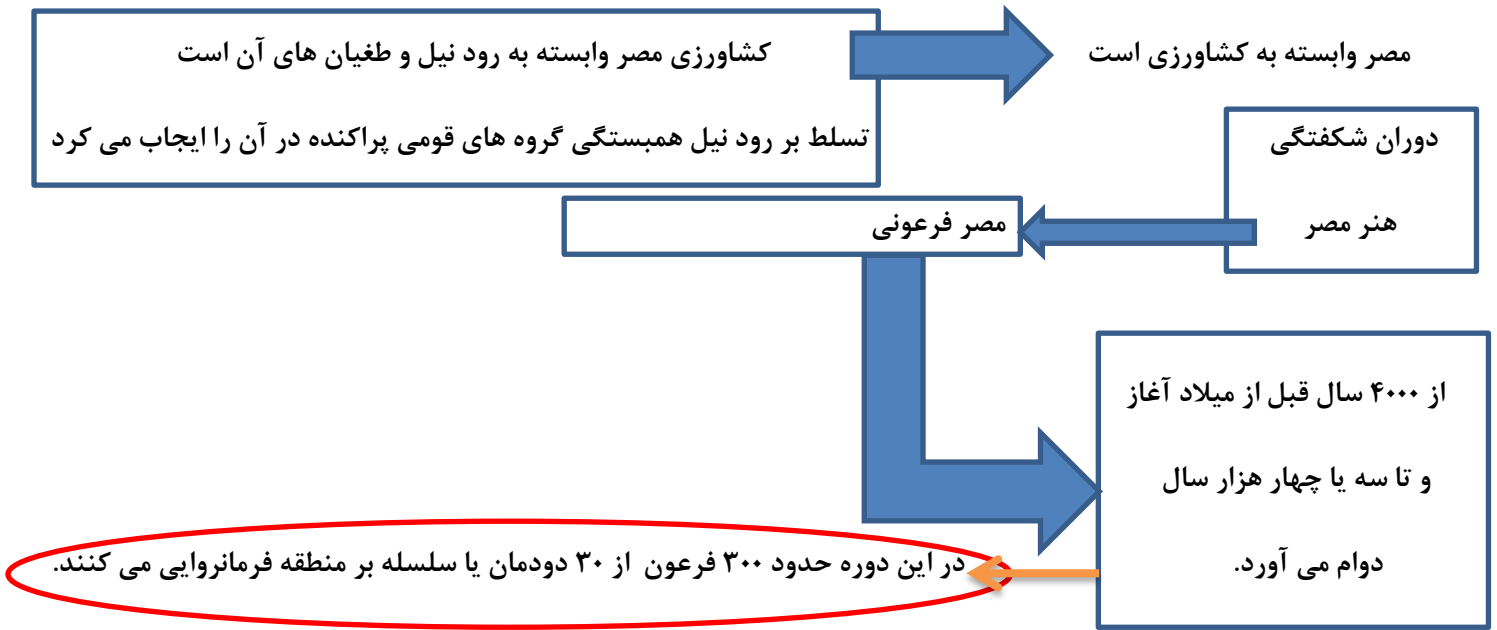 مصر وابسته به کشاورزی است
کشاورزی مصر وابسته به رود نیل و طغیان های آن است
تسلط بر رود نیل همبستگی گروه های قومی پراکنده در آن را ایجاب می کرد
دوران شکفتگی
هنر مصر
مصر فرعونی
از ۴۰۰۰ سال قبل از میلاد آغاز
و تا سه یا چهار هزار سال
دوام می آورد.
در این دوره حدود ۳۰۰ فرعون از ۳۰ دودمان یا سلسله بر منطقه فرمانروایی می کنند.